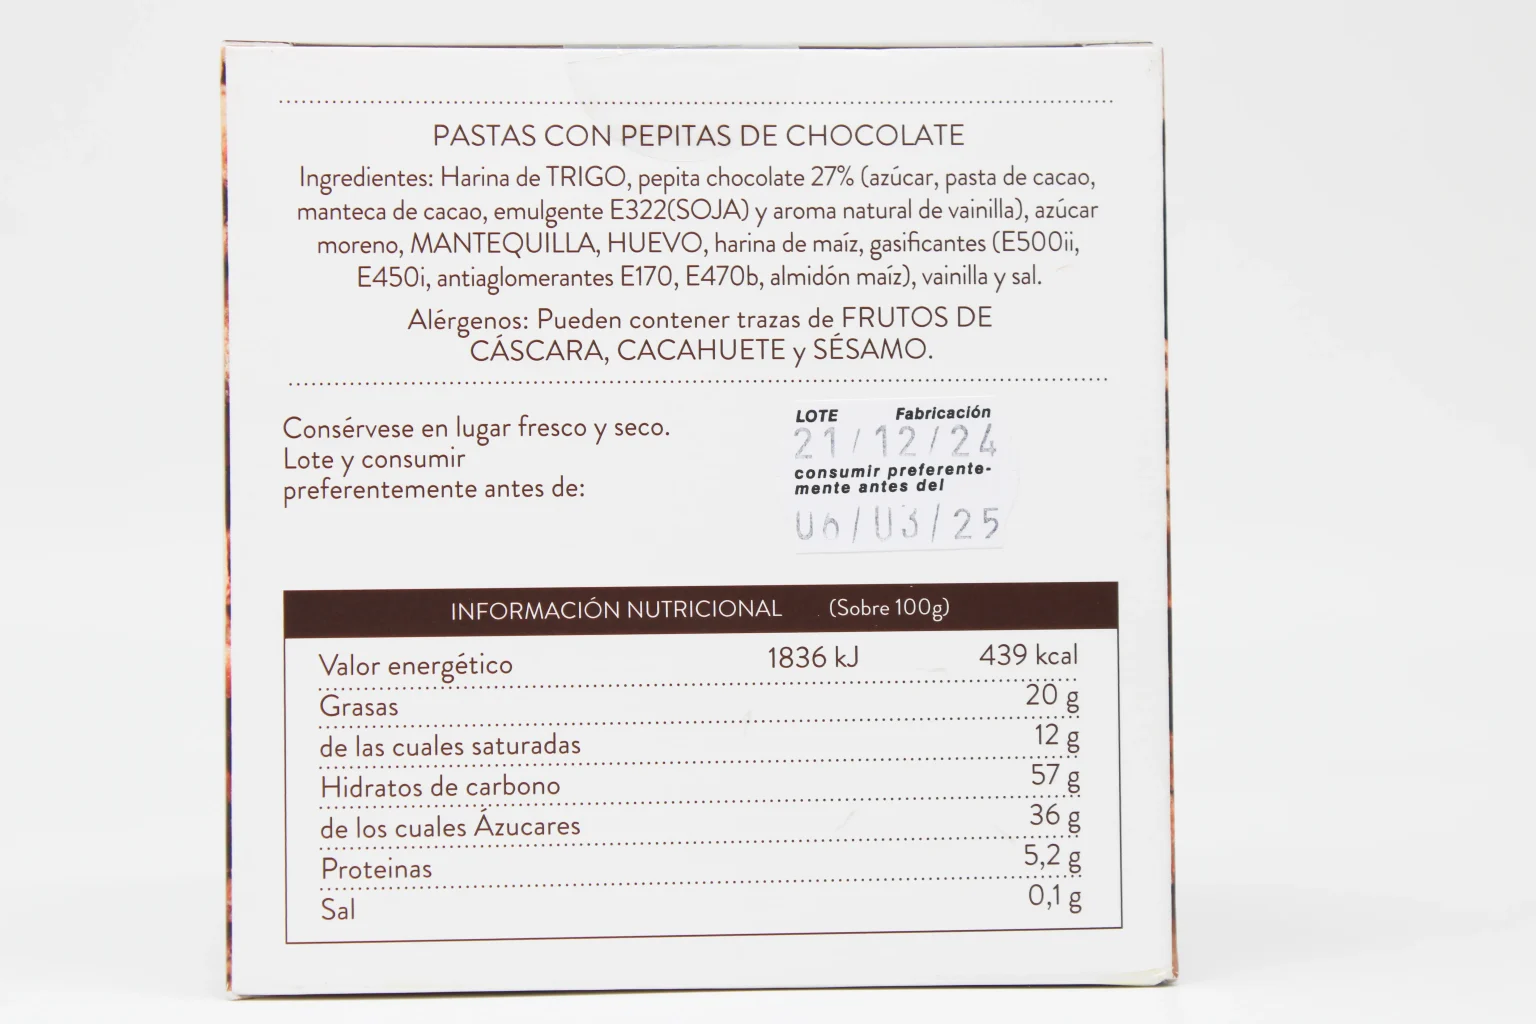 PASTAS CON PEPITAS DE CHOCOLATE
Ingredientes: Harina de TRIGO, pepita chocolate 27% (azúcar, pasta de cacao,
manteca de cacao, emulgente E322(SOJA) y aroma natural de vainilla), azúcar
moreno, MANTEQUILLA, HUEVO, harina de maíz, gasificantes (E500ii,
E450i, antiaglomerantes E170, E470b, almidón maíz), vainilla y sal.
Alérgenos: Pueden contener trazas de FRUTOS DE
CÁSCARA, CACAHUETE y SÉSAMO.
Consérvese en lugar fresco y seco.
Lote y consumir
preferentemente antes de:
LOTE Fabricación
21/12/24
consumir preferente-
mente antes del
06/03/25
INFORMACIÓN NUTRICIONAL (Sobre 100g)
Valor energético 1836 kJ 439 kcal
Grasas 20 g
de las cuales saturadas 12 g
Hidratos de carbono 57 g
de los cuales Ázucares 36 g
Proteinas 5,2 g
Sal 0,1 g